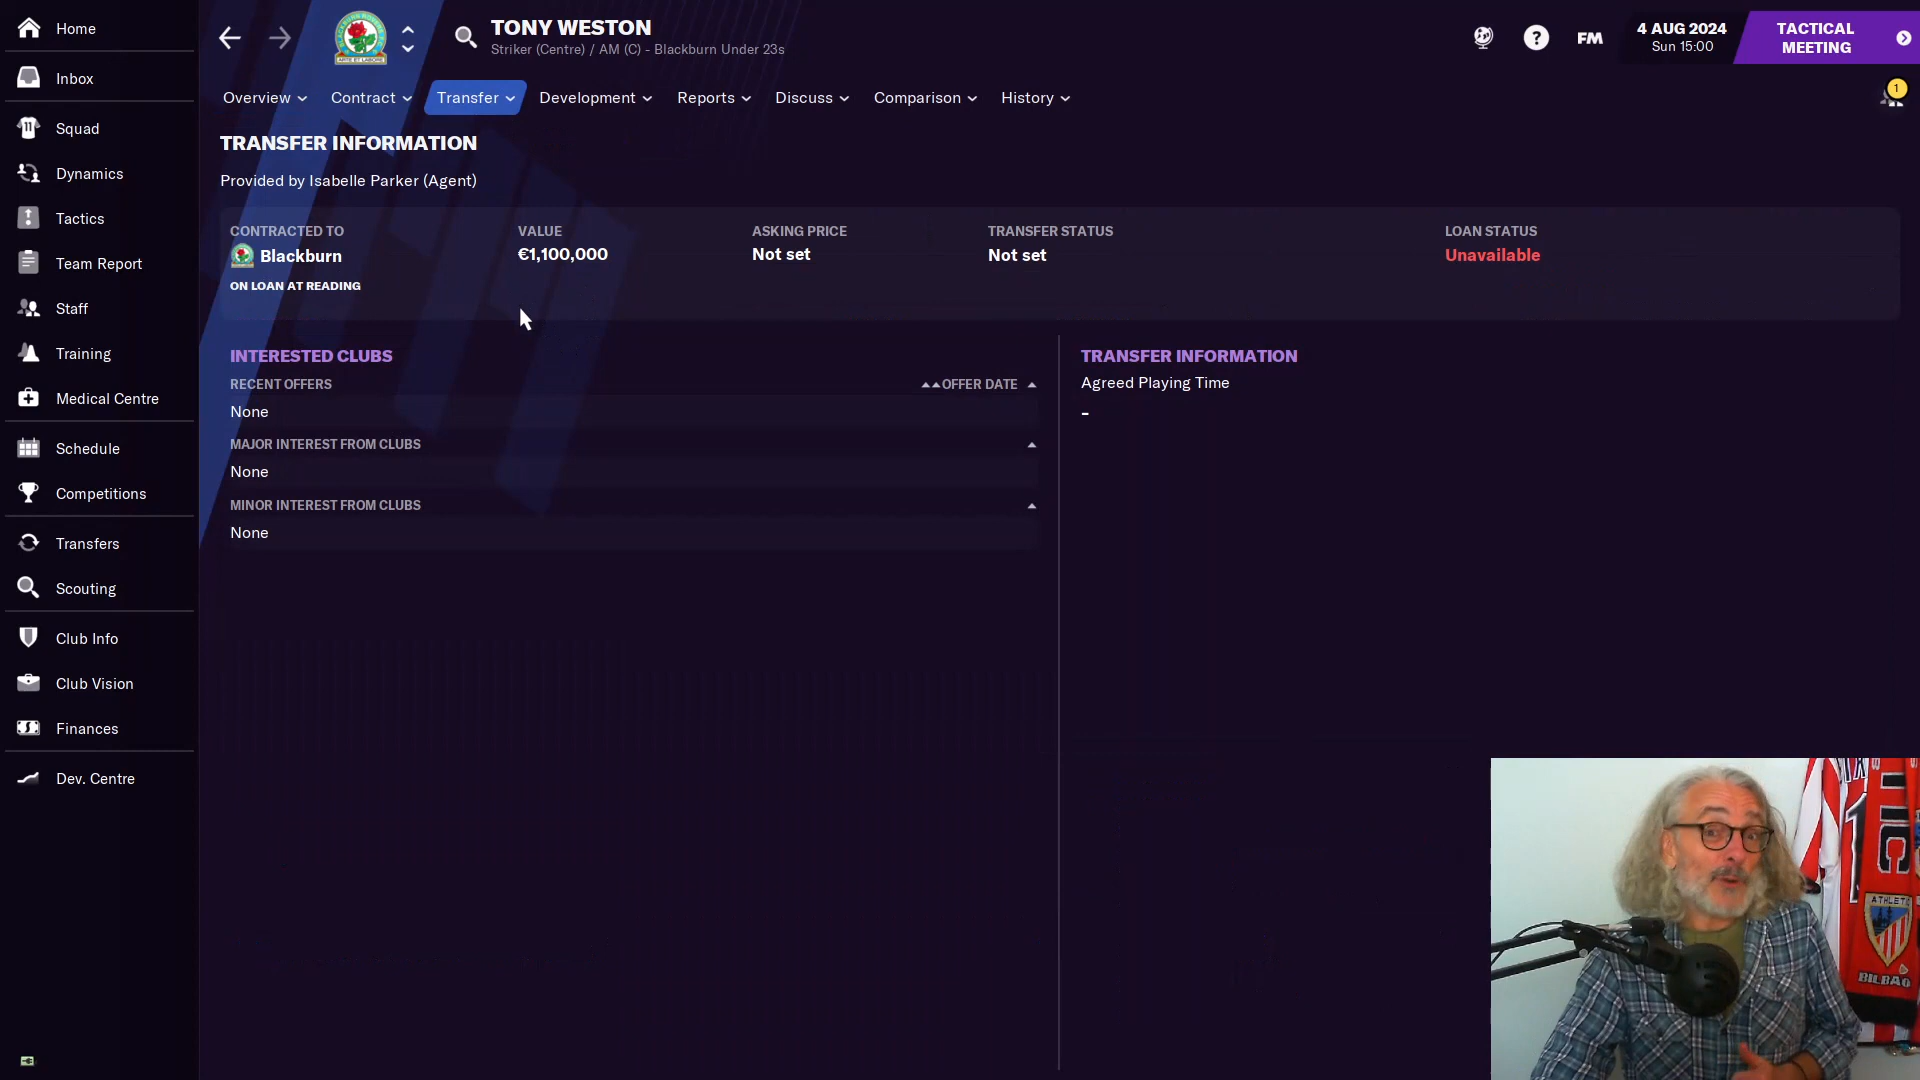 Home
Inbox
Squad
Dynamics
Tactics
Team Report
Staff
Training
Medical Centre
Schedule
Competitions
Transfers
Scouting
Club Info
Club Vision
Finances
Dev. Centre
TONY WESTON
Striker (Centre) / AM (C) - Blackburn Under 23s
FM
4 AUG 2024
Sun 15:00
TACTICAL
MEETING
1
Overview
Contract
Transfer
Development
Reports
Discuss
Comparison
History
TRANSFER INFORMATION
Provided by Isabelle Parker (Agent)
CONTRACTED TO
Blackburn
ON LOAN AT READING
VALUE
€1,100,000
ASKING PRICE
Not set
TRANSFER STATUS
Not set
LOAN STATUS
Unavailable
INTERESTED CLUBS
RECENT OFFERS
OFFER DATE
None
MAJOR INTEREST FROM CLUBS
None
MINOR INTEREST FROM CLUBS
None
TRANSFER INFORMATION
Agreed Playing Time
-
ATHLETIC
BILBAO